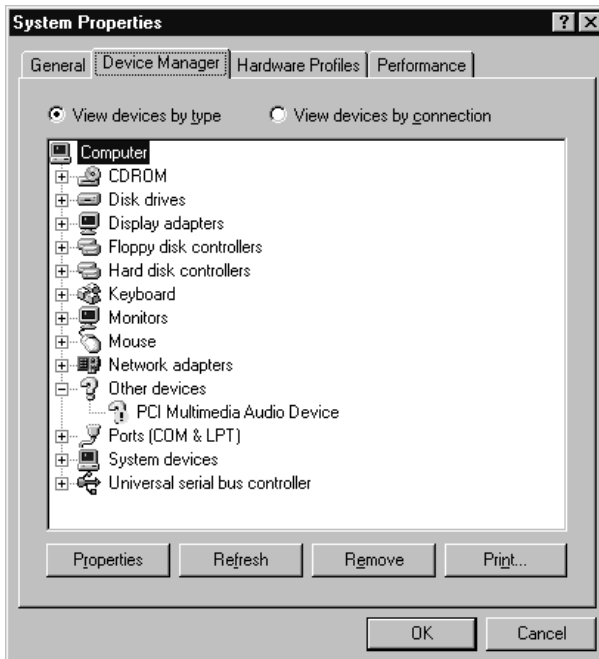 System Properties
General Device Manager Hardware Profiles Performance
View devices by type View devices by connection
Computer
CDROM
Disk drives
Display adapters
Floppy disk controllers
Hard disk controllers
Keyboard
Monitors
Mouse
Network adapters
Other devices
PCI Multimedia Audio Device
Ports (COM & LPT)
System devices
Universal serial bus controller
Properties Refresh Remove Print...
OK Cancel